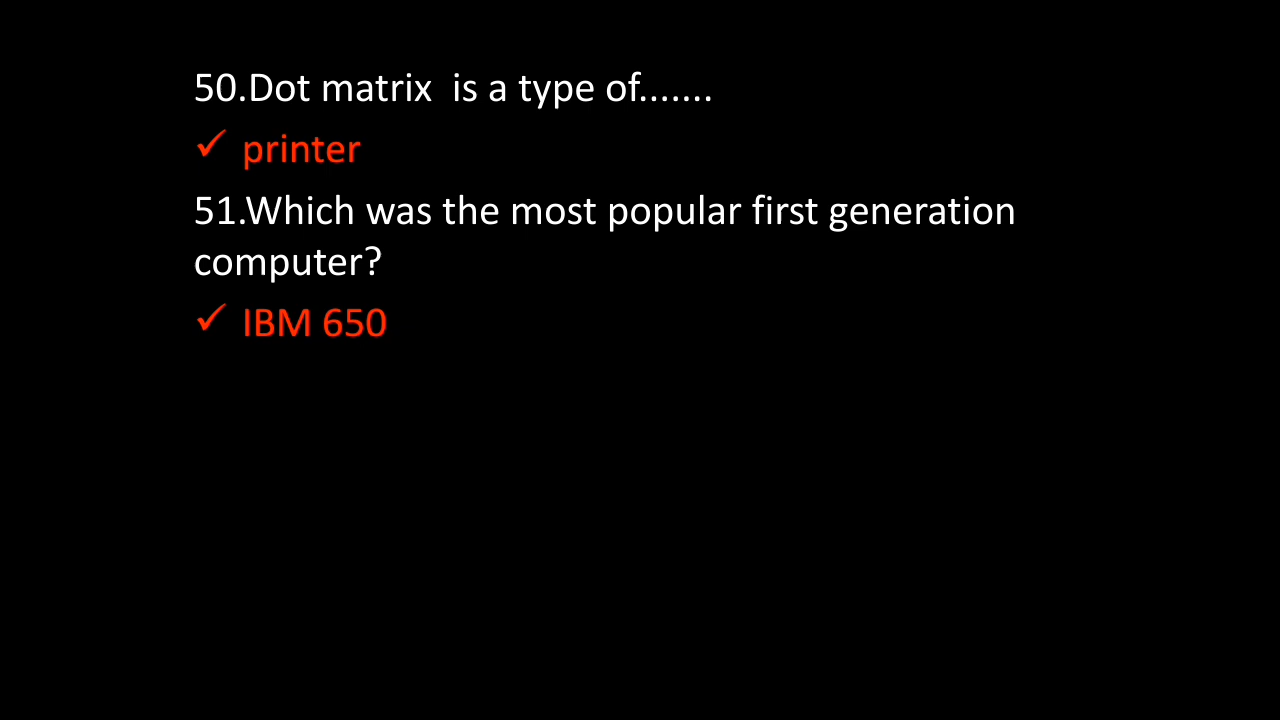 50.Dot matrix  is a type of.......
✓ printer
51.Which was the most popular first generation
computer?
✓ IBM 650